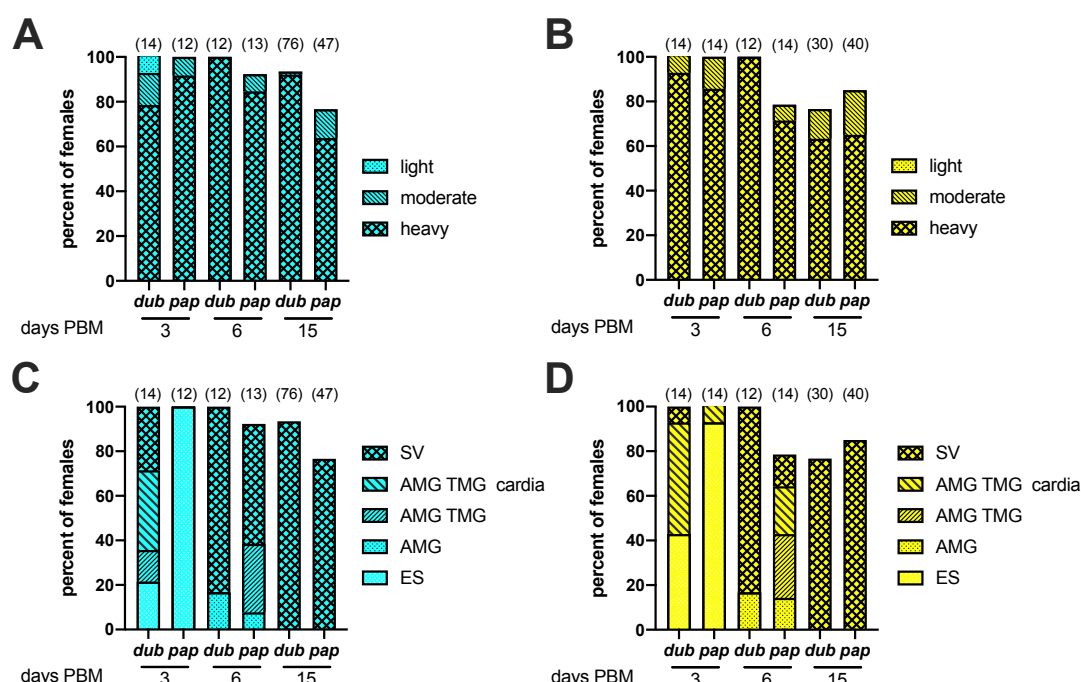 A
(14) (12) (12) (13) (76) (47)
100
80
60
40
20
0
percent of females
dub pap dub pap dub pap
days PBM 3 6 15
light
moderate
heavy
B
(14) (14) (12) (14) (30) (40)
100
80
60
40
20
0
percent of females
dub pap dub pap dub pap
days PBM 3 6 15
light
moderate
heavy
C
(14) (12) (12) (13) (76) (47)
100
80
60
40
20
0
percent of females
dub pap dub pap dub pap
days PBM 3 6 15
SV
AMG TMG cardia
AMG TMG
AMG
ES
D
(14) (14) (12) (14) (30) (40)
100
80
60
40
20
0
percent of females
dub pap dub pap dub pap
days PBM 3 6 15
SV
AMG TMG cardia
AMG TMG
AMG
ES